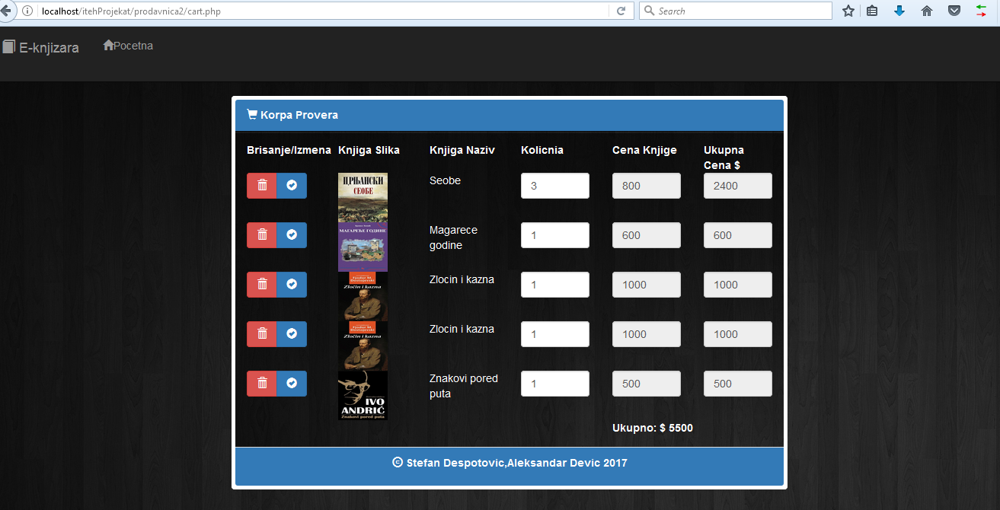 localhost/itehProjekat/prodavnica2/cart.php
Search
E-knjizara
Pocetna
Korpa Provera
Brisanje/Izmena Knjiga Slika Knjiga Naziv Kolicnia Cena Knjige Ukupna Cena $
ЦРЊАНСКИ
СЕОБЕ
Seobe 3 800 2400
МАГАРЕЋЕ ГОДИНЕ
Magarece godine 1 600 600
Zločin i kazna
Zlocin i kazna 1 1000 1000
Zločin i kazna
Zlocin i kazna 1 1000 1000
IVO
ANDRIĆ
Znakovi pored puta
Znakovi pored puta 1 500 500
Ukupno: $ 5500
© Stefan Despotovic,Aleksandar Devic 2017